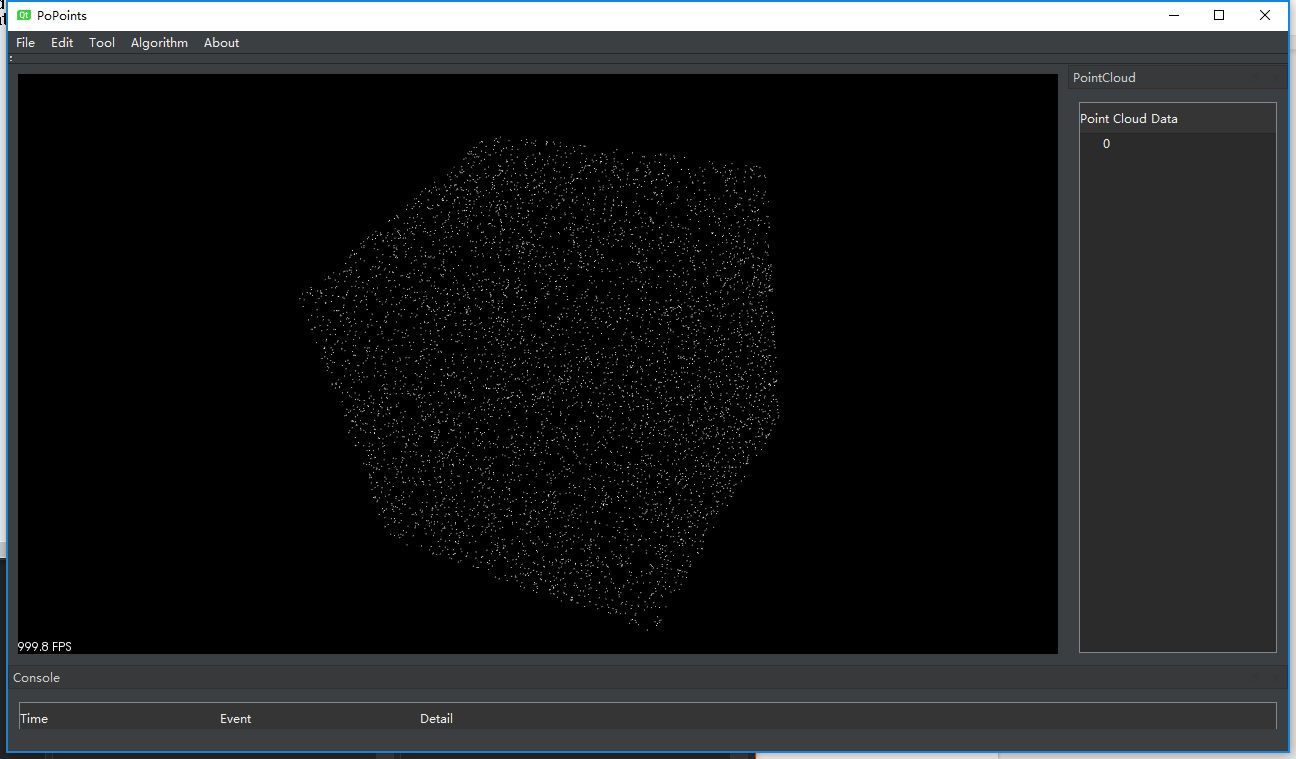 Qt PoPoints
File Edit Tool Algorithm About
PointCloud
Point Cloud Data
0
999.8 FPS
Console
Time Event Detail